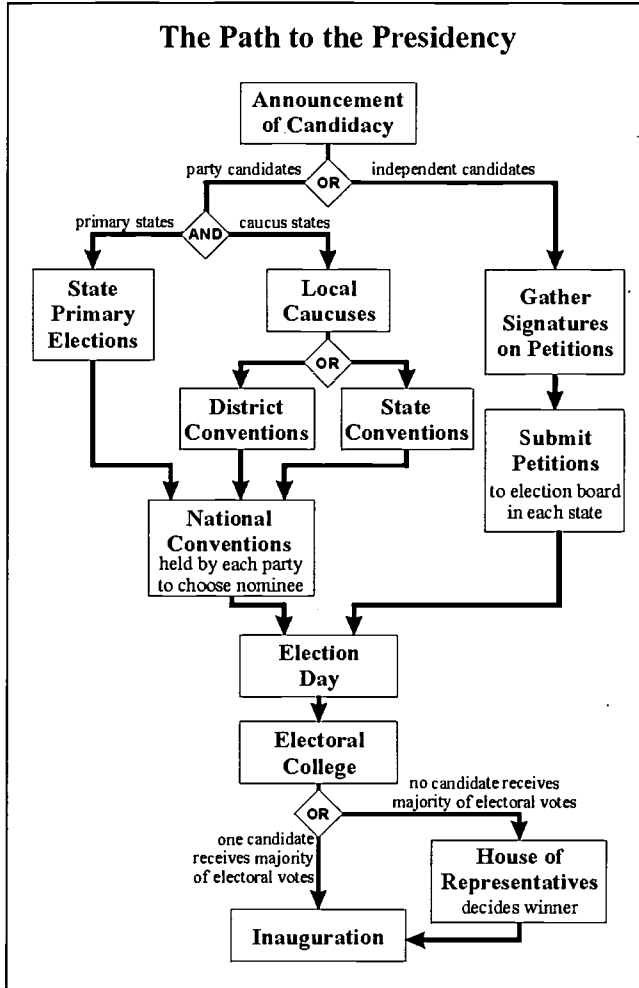 The Path to the Presidency
Announcement
of Candidacy
party candidates
OR
independent candidates
primary states
AND
caucus states
State
Primary
Elections
Local
Caucuses
Gather
Signatures
on Petitions
OR
District
Conventions
State
Conventions
Submit
Petitions
to election board
in each state
National
Conventions
held by each party
to choose nominee
Election
Day
Electoral
College
no candidate receives
majority of electoral votes
OR
one candidate
receives majority
of electoral votes
House of
Representatives
decides winner
Inauguration